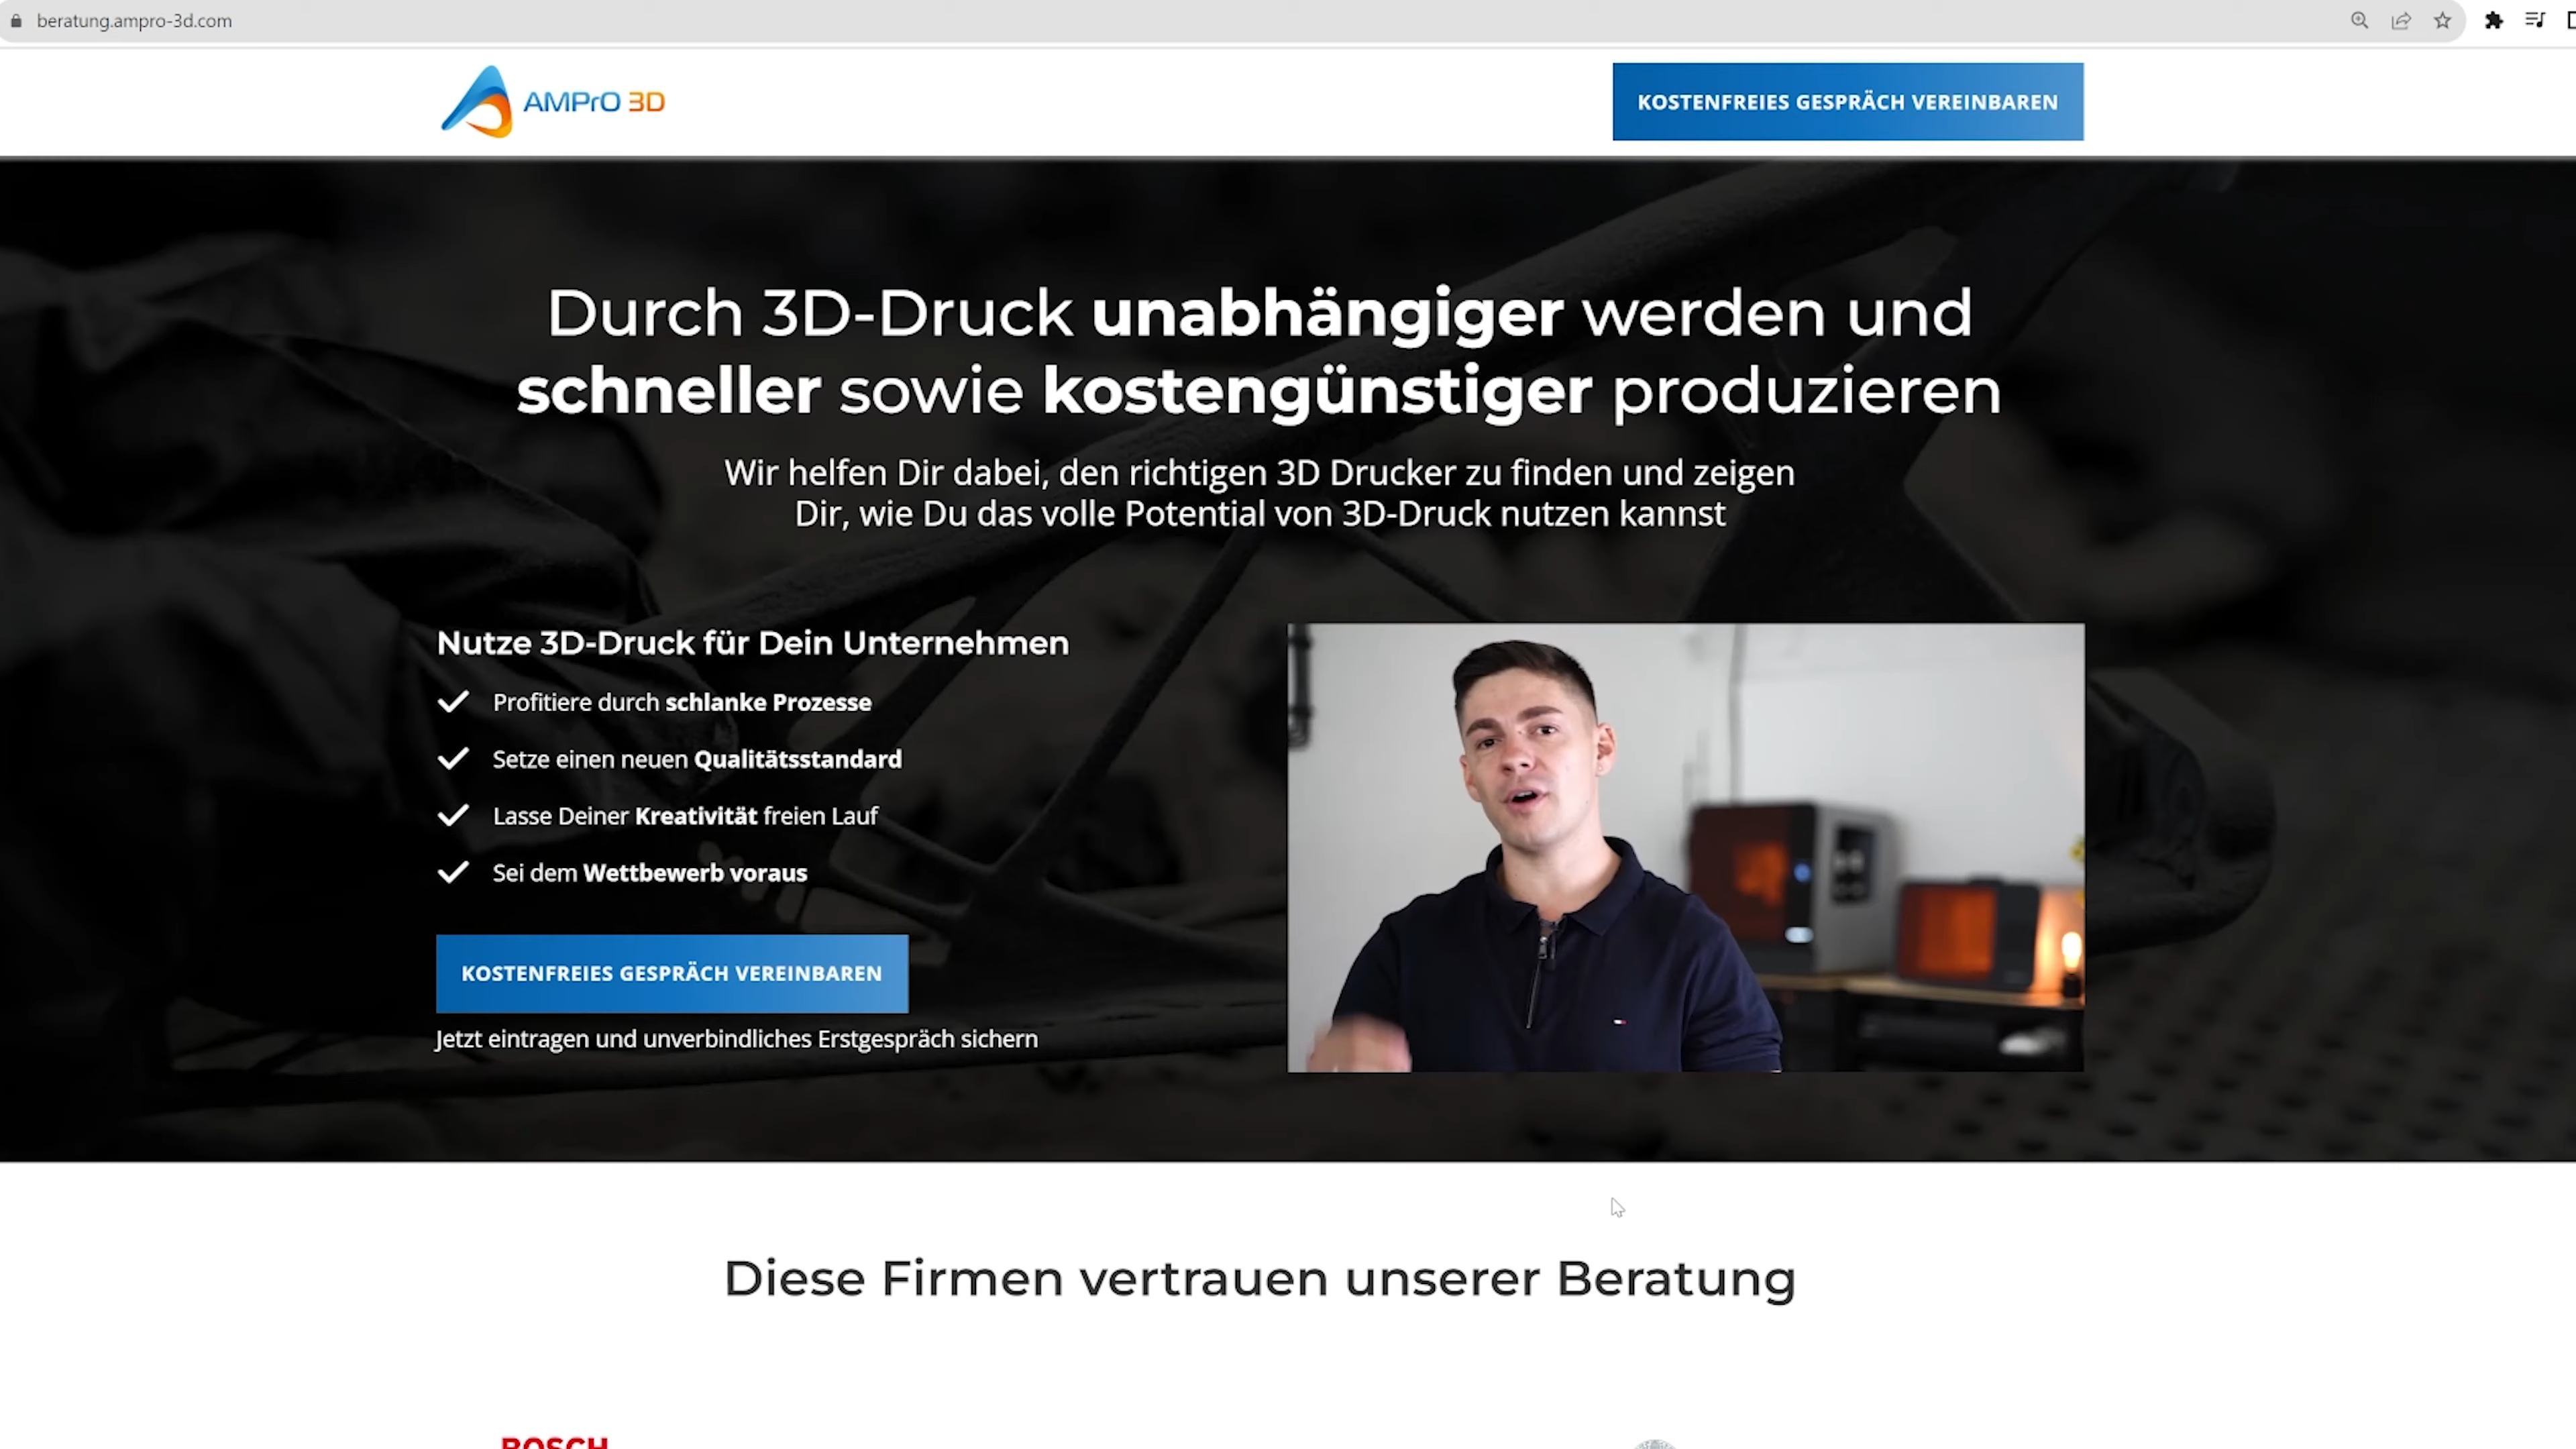 beratung.ampro-3d.com
AMPrO 3D
KOSTENFREIES GESPRÄCH VEREINBAREN
Durch 3D-Druck unabhängiger werden und
schneller sowie kostengünstiger produzieren
Wir helfen Dir dabei, den richtigen 3D Drucker zu finden und zeigen
Dir, wie Du das volle Potential von 3D-Druck nutzen kannst
Nutze 3D-Druck für Dein Unternehmen
Profitiere durch schlanke Prozesse
Setze einen neuen Qualitätsstandard
Lasse Deiner Kreativität freien Lauf
Sei dem Wettbewerb voraus
KOSTENFREIES GESPRÄCH VEREINBAREN
Jetzt eintragen und unverbindliches Erstgespräch sichern
Diese Firmen vertrauen unserer Beratung
BOSCH